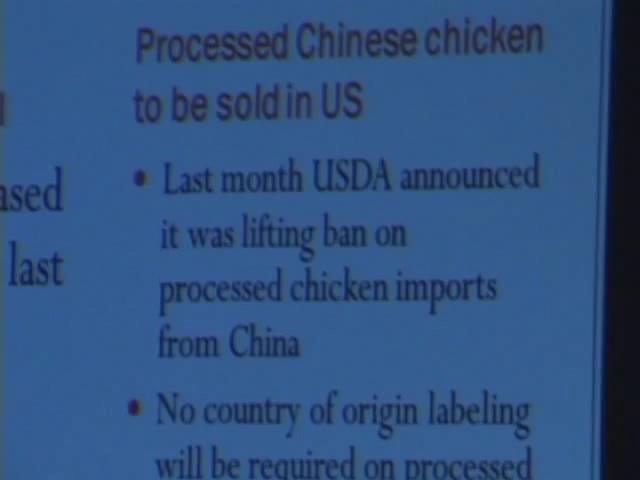 Processed Chinese chicken
to be sold in US
ased
last
• Last month USDA announced
it was lifting ban on
processed chicken imports
from China
• No country of origin labeling
will be required on processed